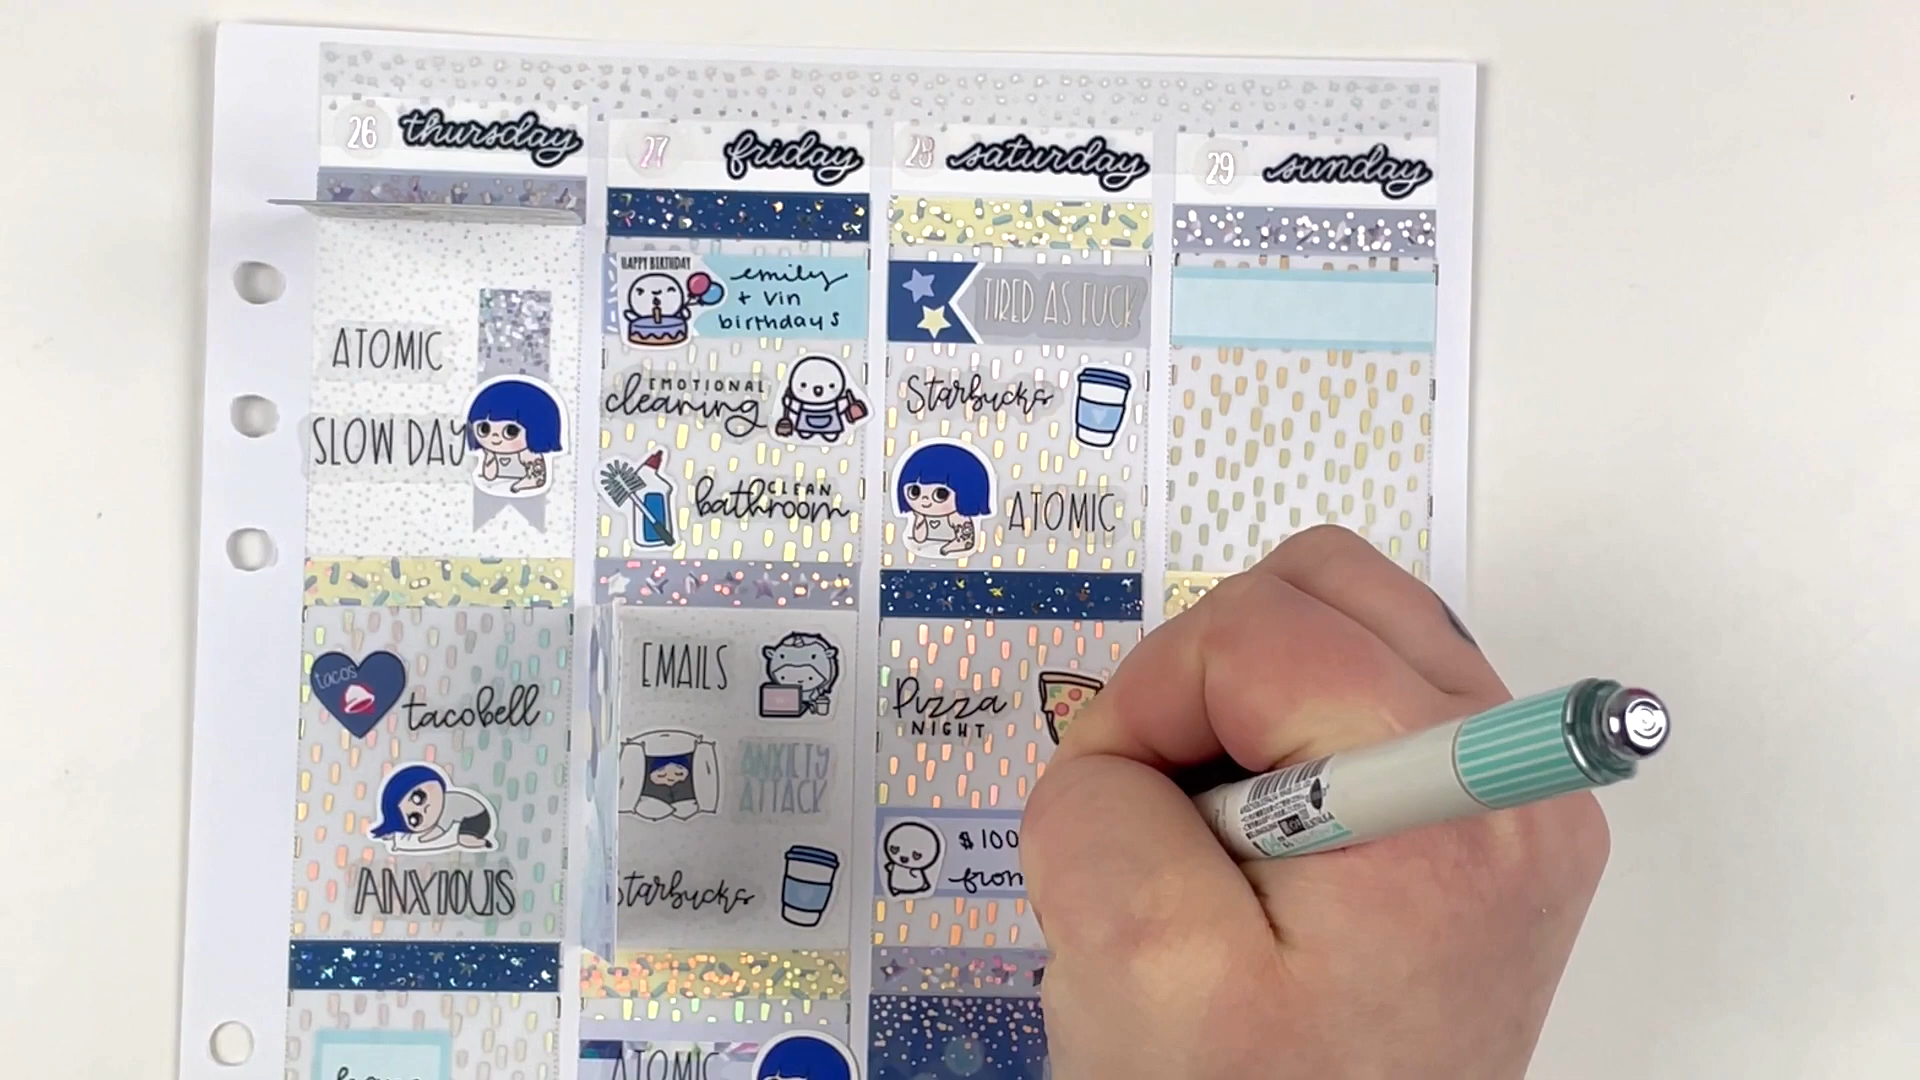 26 thursday
ATOMIC
SLOW DAY
tacos
tacobell
ANXIOUS
27 friday
HAPPY BIRTHDAY
emily
+ vin
birthdays
EMOTIONAL
cleaning
CLEAN
bathroom
EMAILS
ANXIETY
ATTACK
Starbucks
ATOMIC
28 saturday
TIRED AS FUCK
Starbucks
ATOMIC
Pizza
NIGHT
$100
from
29 sunday